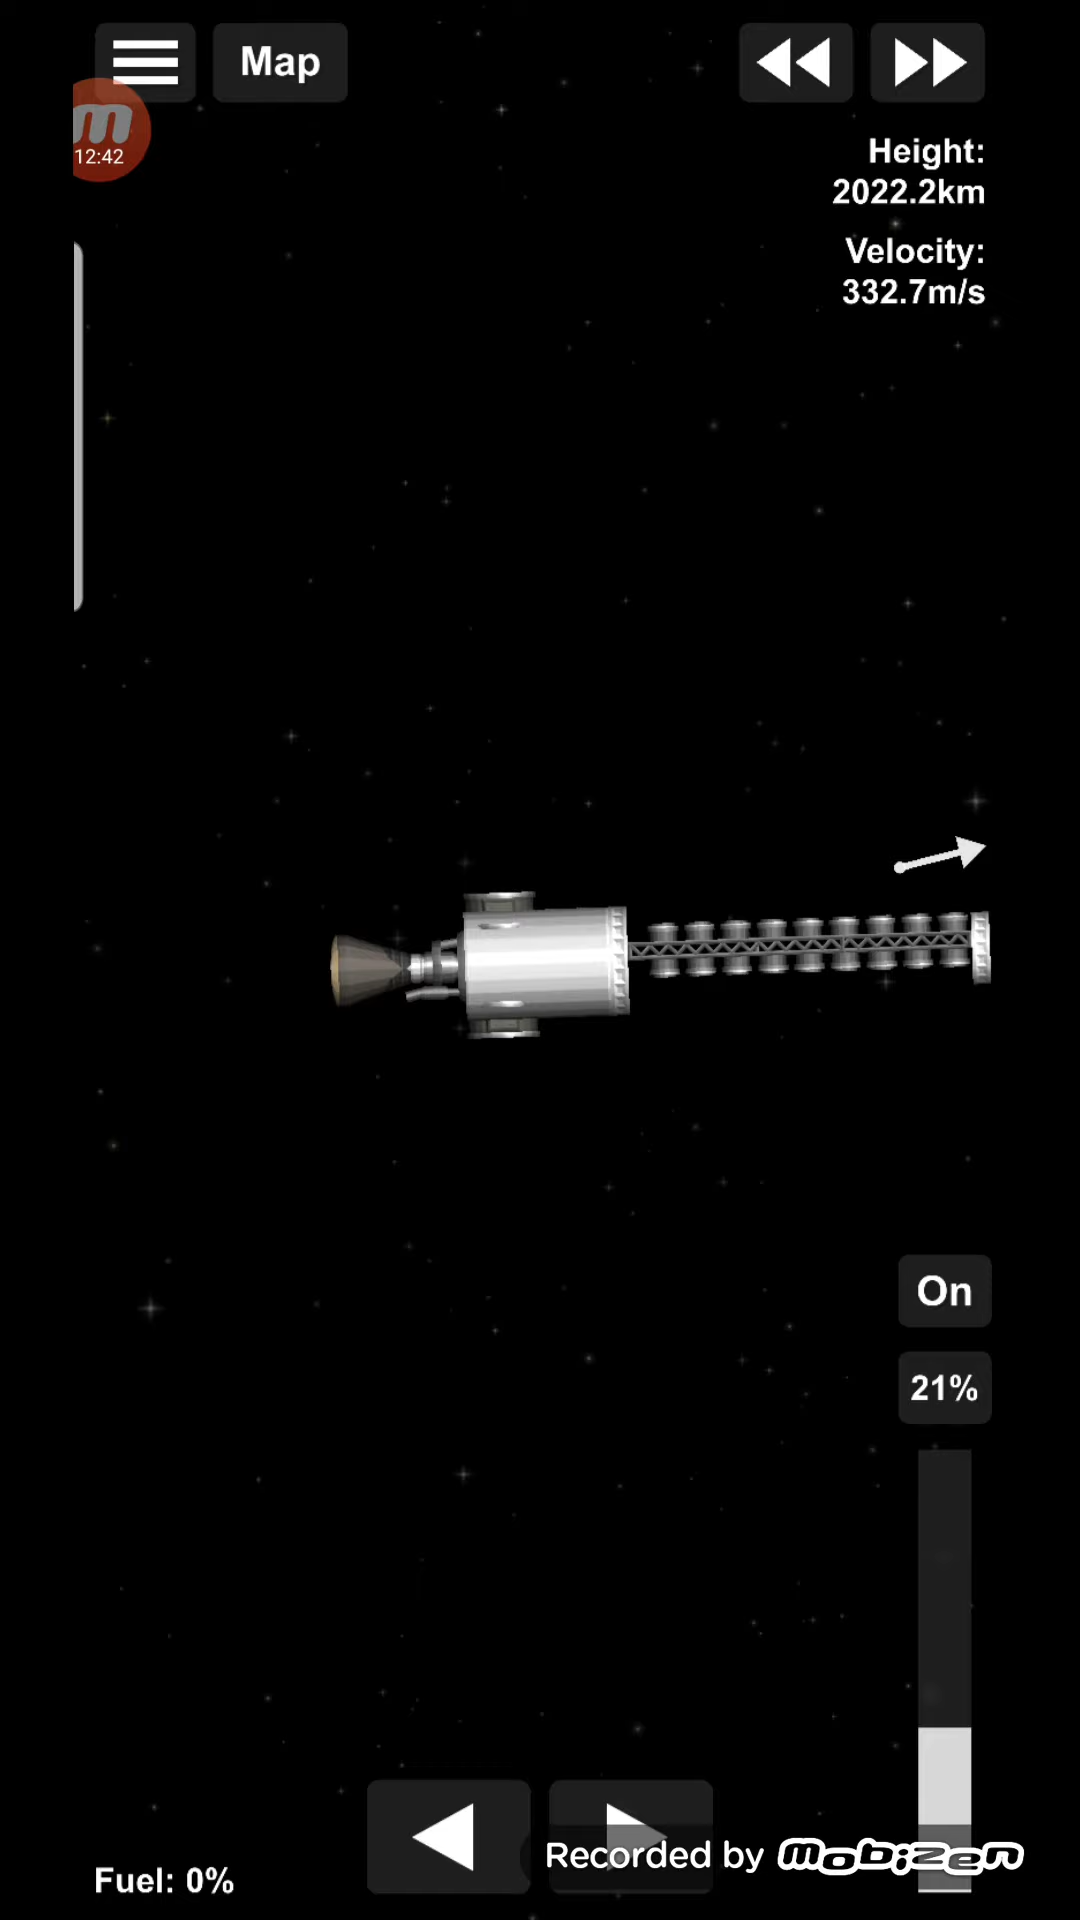 Map
m
12:42
Height:
2022.2km
Velocity:
332.7m/s
On
21%
Recorded by mobizen
Fuel: 0%